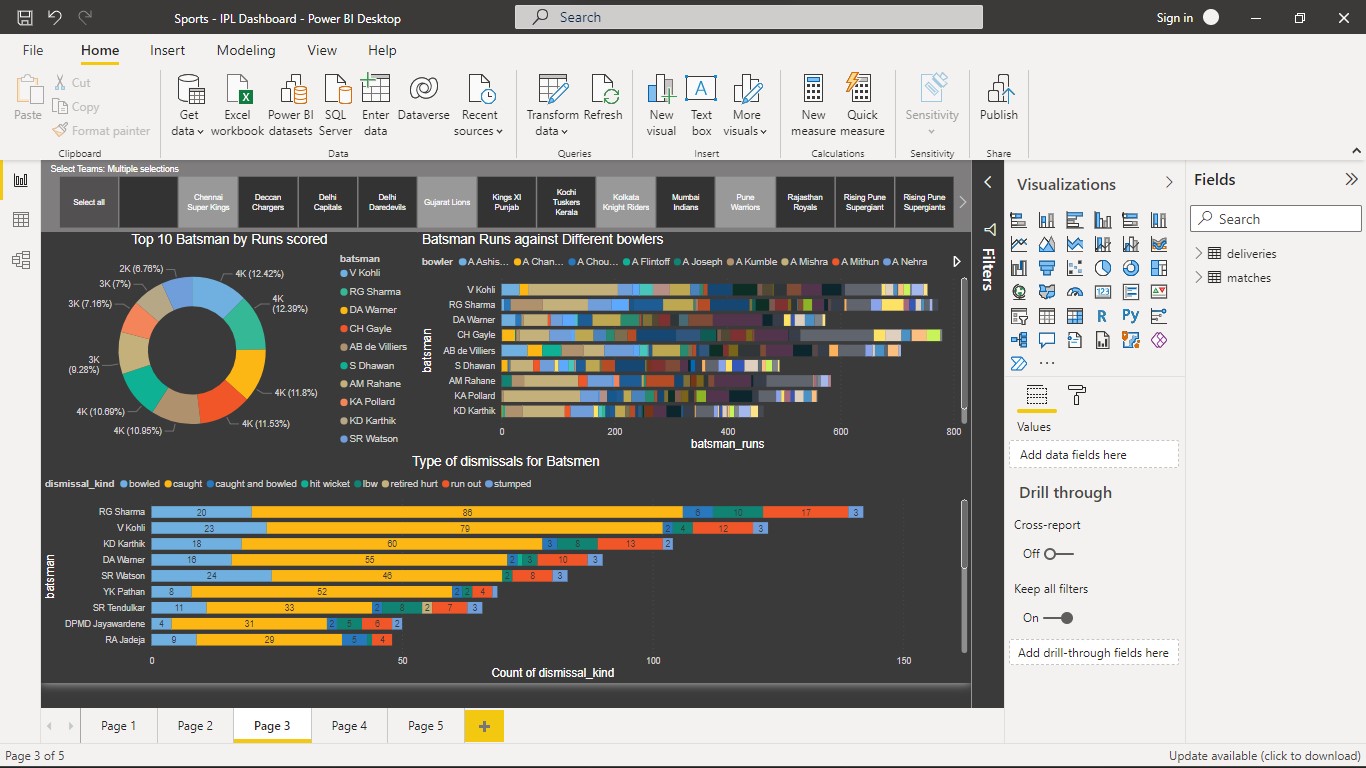 Sports - IPL Dashboard - Power BI Desktop
Search
Sign in
File Home Insert Modeling View Help
Paste
Cut
Copy
Format painter
Get data
Excel workbook
Power BI datasets
SQL Server
Enter data
Dataverse
Recent sources
Transform data
Refresh
New visual
Text box
More visuals
New measure
Quick measure
Sensitivity
Publish
Clipboard Data Queries Insert Calculations Sensitivity Share
Select Teams: Multiple selections
Select all
Chennai Super Kings
Deccan Chargers
Delhi Capitals
Delhi Daredevils
Gujarat Lions
Kings XI Punjab
Kochi Tuskers Kerala
Kolkata Knight Riders
Mumbai Indians
Pune Warriors
Rajasthan Royals
Rising Pune Supergiant
Rising Pune Supergiants
Top 10 Batsman by Runs scored
4K (12.42%)
4K (12.39%)
4K (11.8%)
4K (11.53%)
4K (10.95%)
4K (10.69%)
3K (9.28%)
3K (7.16%)
3K (7%)
2K (6.76%)
batsman
V Kohli
RG Sharma
DA Warner
CH Gayle
AB de Villiers
S Dhawan
AM Rahane
KA Pollard
KD Karthik
SR Watson
Batsman Runs against Different bowlers
bowler A Ashis... A Chan... A Chou... A Flintoff A Joseph A Kumble A Mishra A Mithun A Nehra
batsman
V Kohli
RG Sharma
DA Warner
CH Gayle
AB de Villiers
S Dhawan
AM Rahane
KA Pollard
KD Karthik
0 200 400 600 800
batsman_runs
Type of dismissals for Batsmen
dismissal_kind bowled caught caught and bowled hit wicket lbw retired hurt run out stumped
batsman
RG Sharma 20 86 6 10 17 3
V Kohli 23 79 2 4 12 3
KD Karthik 18 60 3 8 13 2
DA Warner 16 55 2 3 10 3
SR Watson 24 46 2 8 3
YK Pathan 8 52 2 2 4
SR Tendulkar 11 33 2 8 2 7 3
DPMD Jayawardene 4 31 2 5 6 2
RA Jadeja 9 29 5 4
0 50 100 150
Count of dismissal_kind
Filters
Visualizations
R
Py
123
Values
Add data fields here
Drill through
Cross-report
Off
Keep all filters
On
Add drill-through fields here
Fields
Search
deliveries
matches
Page 1 Page 2 Page 3 Page 4 Page 5 +
Page 3 of 5
Update available (click to download)